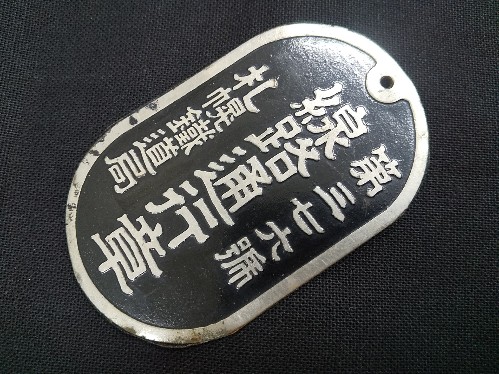 第三七六號
線路通行章
札幌鐵道局